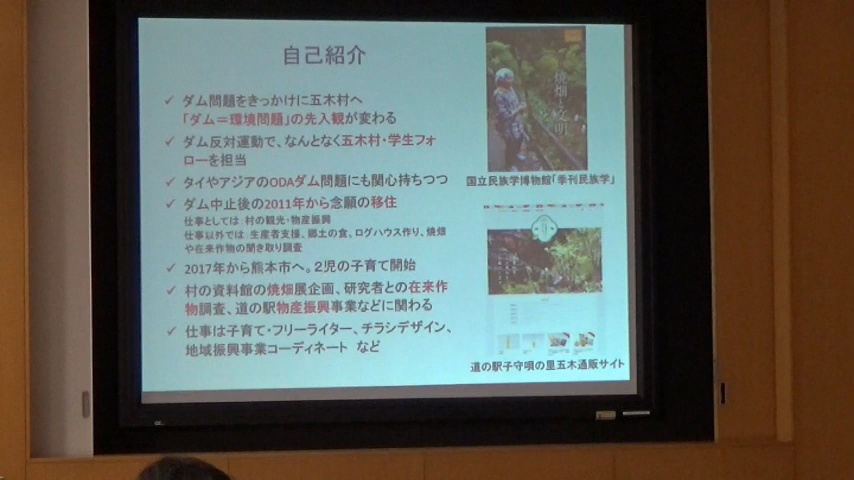 自己紹介
✓ ダム問題をきっかけに五木村へ
「ダム＝環境問題」の先入観が変わる
✓ ダム反対運動で、なんとなく五木村・学生フォ
ローを担当
✓ タイやアジアのODAダム問題にも関心持ちつつ
✓ ダム中止後の2011年から念願の移住
仕事としては：村の観光・物産振興
仕事以外では：生産者支援、郷土の食、ログハウス作り、焼畑
や在来作物の聞き取り調査
✓ 2017年から熊本市へ。２児の子育て開始
✓ 村の資料館の焼畑展企画、研究者との在来作
物調査、道の駅物産振興事業などに関わる
✓ 仕事は子育て・フリーライター、チラシデザイン、
地域振興事業コーディネート など
焼畑と文明
国立民族学博物館「季刊民族学」
道の駅子守唄の里五木通販サイト